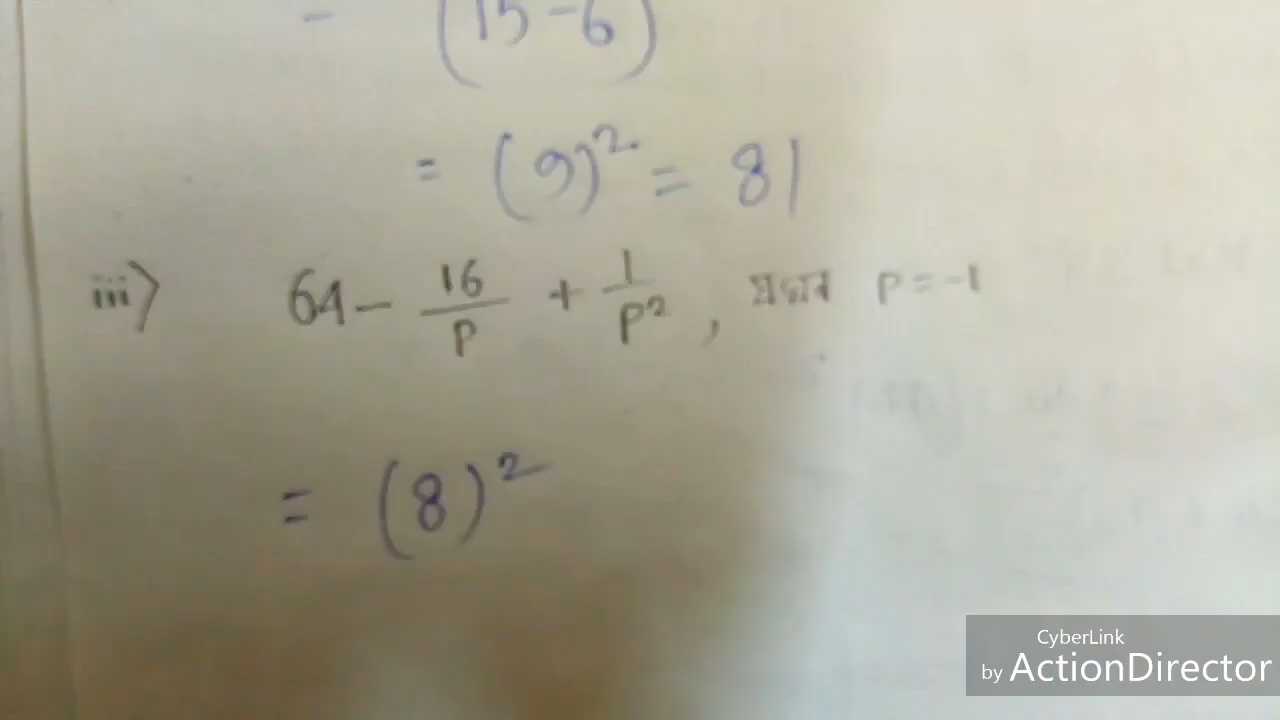 - (15-6)
= (9)² = 81
iii) 64 - 16/P + 1/P², যখন P = -1
= (8)²
CyberLink
by ActionDirector